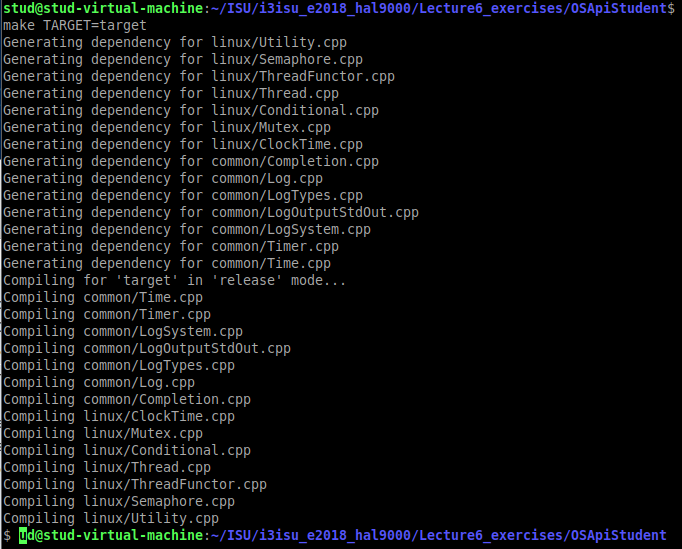 stud@stud-virtual-machine:~/ISU/i3isu_e2018_hal9000/Lecture6_exercises/OSApiStudent$
make TARGET=target
Generating dependency for linux/Utility.cpp
Generating dependency for linux/Semaphore.cpp
Generating dependency for linux/ThreadFunctor.cpp
Generating dependency for linux/Thread.cpp
Generating dependency for linux/Conditional.cpp
Generating dependency for linux/Mutex.cpp
Generating dependency for linux/ClockTime.cpp
Generating dependency for common/Completion.cpp
Generating dependency for common/Log.cpp
Generating dependency for common/LogTypes.cpp
Generating dependency for common/LogOutputStdOut.cpp
Generating dependency for common/LogSystem.cpp
Generating dependency for common/Timer.cpp
Generating dependency for common/Time.cpp
Compiling for 'target' in 'release' mode...
Compiling common/Time.cpp
Compiling common/Timer.cpp
Compiling common/LogSystem.cpp
Compiling common/LogOutputStdOut.cpp
Compiling common/LogTypes.cpp
Compiling common/Log.cpp
Compiling common/Completion.cpp
Compiling linux/ClockTime.cpp
Compiling linux/Mutex.cpp
Compiling linux/Conditional.cpp
Compiling linux/Thread.cpp
Compiling linux/ThreadFunctor.cpp
Compiling linux/Semaphore.cpp
Compiling linux/Utility.cpp
$ ud@stud-virtual-machine:~/ISU/i3isu_e2018_hal9000/Lecture6_exercises/OSApiStudent